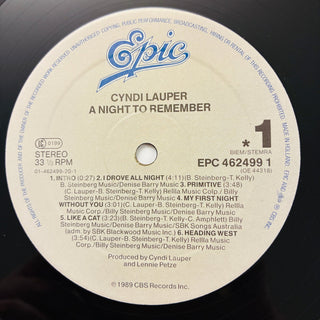 Epic
CYNDI LAUPER
A NIGHT TO REMEMBER
STEREO
33⅓ RPM
01-462499-20-1
* 1
BIEM/STEMRA
EPC 462499 1
(OE 44318)
1. INTRO (0:27) 2. I DROVE ALL NIGHT (4:11) (B. Steinberg-T. Kelly)
B. Steinberg Music/Denise Barry Music 3. PRIMITIVE (3:48)
(C. Lauper-B. Steinberg-T. Kelly) Rellla Music Corp./Billy
Steinberg Music/Denise Barry Music 4. MY FIRST NIGHT
WITHOUT YOU (3:01) (C. Lauper-B. Steinberg-T. Kelly) Rellla
Music Corp./Billy Steinberg Music/Denise Barry Music
5. LIKE A CAT (3:23) (B. Steinberg-T. Kelly-C. Amphlett) Billy
Steinberg Music/Denise Barry Music/SBK Songs Australia
(adm. by SBK Blackwood Music Inc.) 6. HEADING WEST
(3:54) (C. Lauper-B. Steinberg-T. Kelly) Rellla Music
Corp./Billy Steinberg Music/Denise Barry Music
Produced by Cyndi Lauper
and Lennie Petze
℗ 1989 CBS Records Inc.